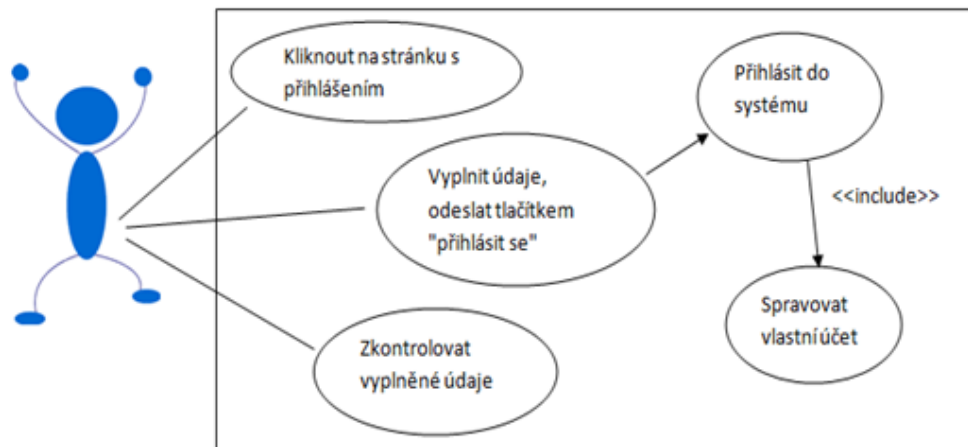 Kliknout na stránku s
přihlášením
Přihlásit do
systému
Vyplnit údaje,
odeslat tlačítkem
"přihlásit se"
<<include>>
Spravovat
vlastní účet
Zkontrolovat
vyplněné údaje